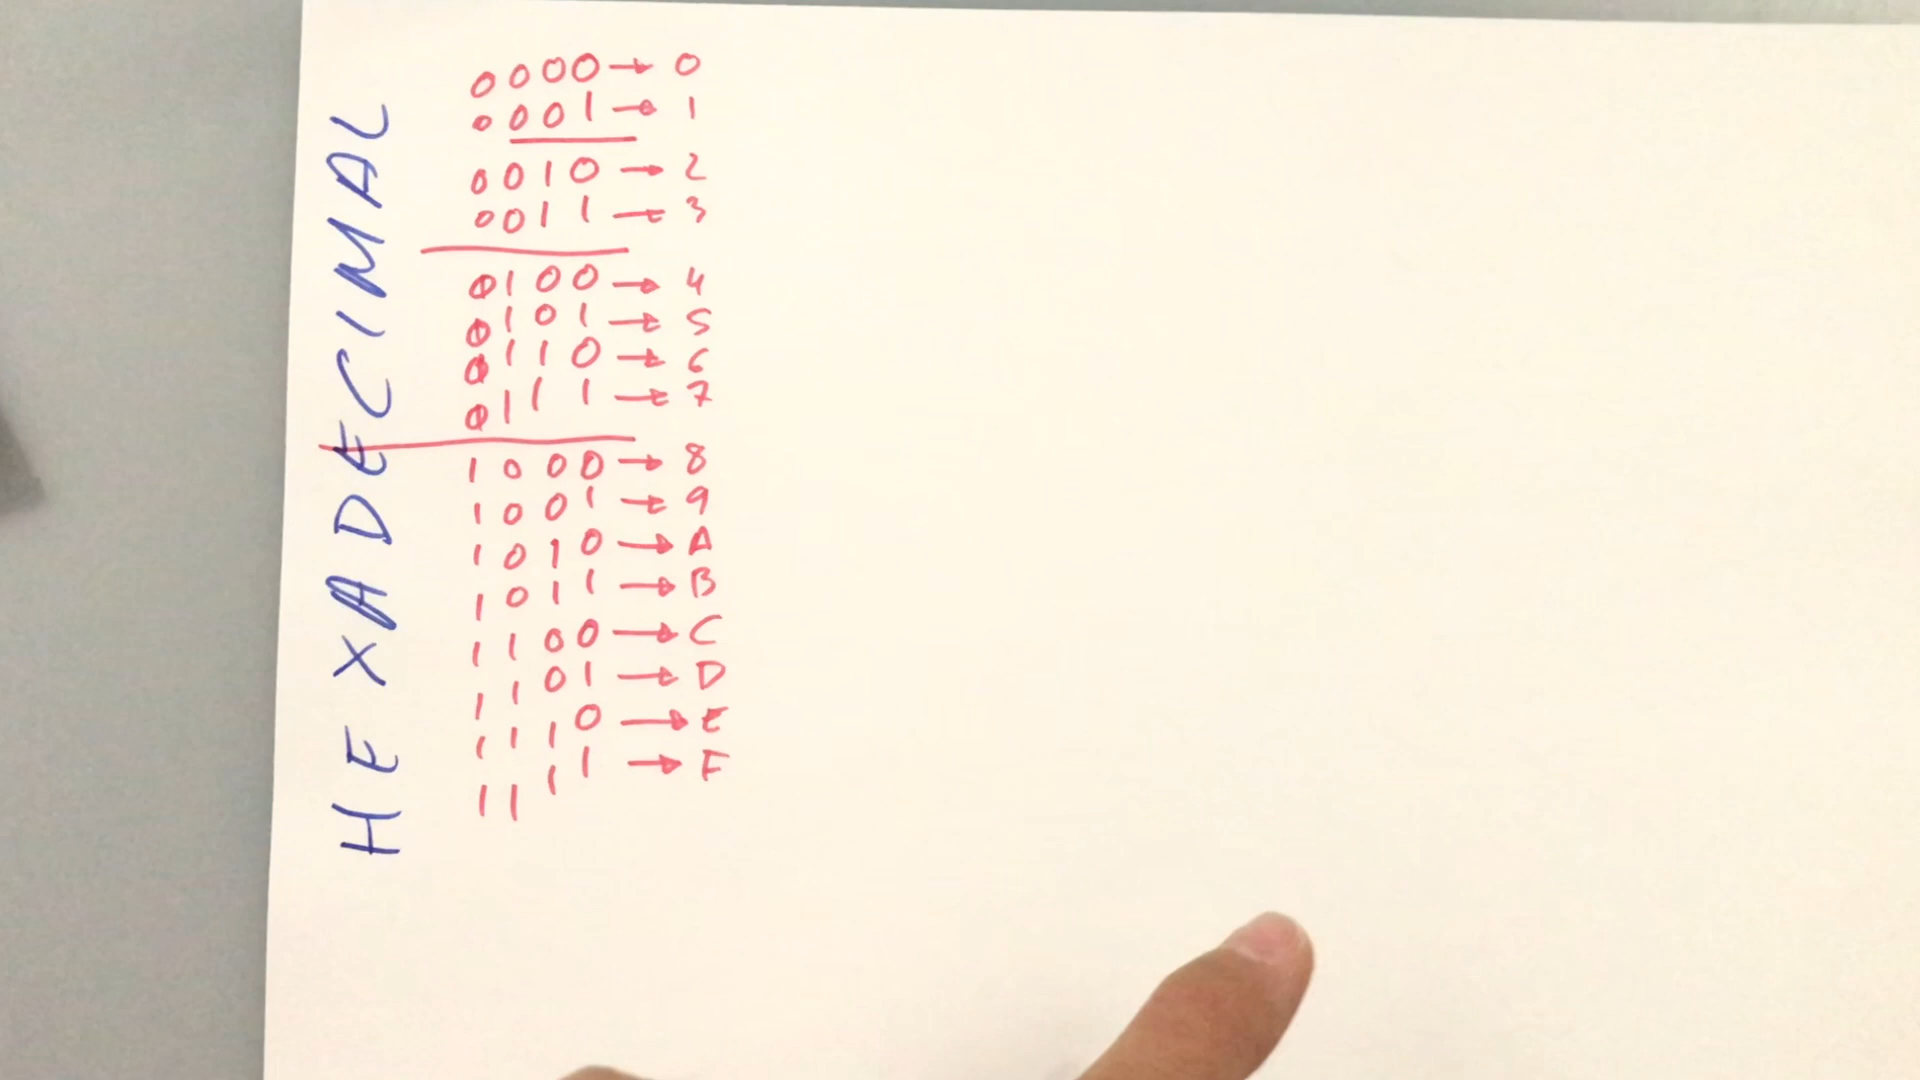 HEXADECIMAL
0000 → 0
0001 → 1
0010 → 2
0011 → 3
0100 → 4
0101 → 5
0110 → 6
0111 → 7
1000 → 8
1001 → 9
1010 → A
1011 → B
1100 → C
1101 → D
1110 → E
1111 → F